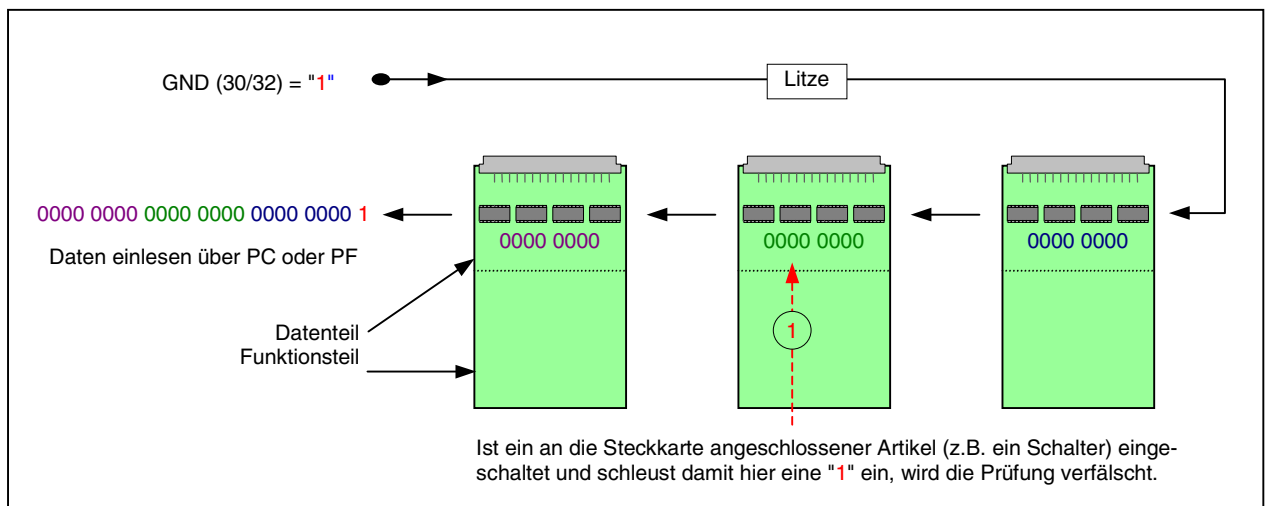 GND (30/32) = "1"
Litze
0000 0000 0000 0000 0000 0000 1
0000 0000
0000 0000
0000 0000
Daten einlesen über PC oder PF
1
Datenteil
Funktionsteil
Ist ein an die Steckkarte angeschlossener Artikel (z.B. ein Schalter) einge-
schaltet und schleust damit hier eine "1" ein, wird die Prüfung verfälscht.